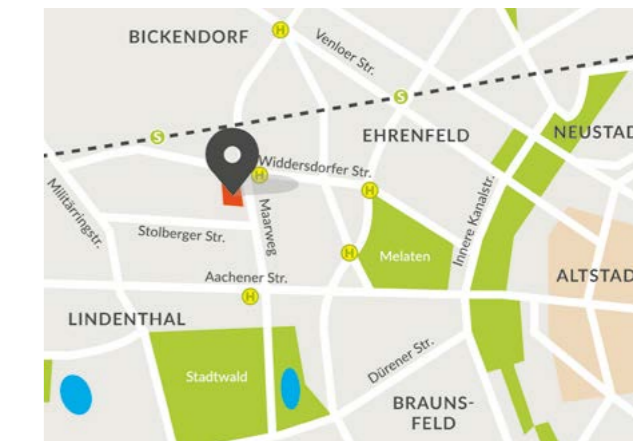 BICKENDORF
H
Venloer Str.
S
S
EHRENFELD
NEUSTAD
H
Widdersdorfer Str.
H
Militärringstr.
Maarweg
Innere Kanalstr.
Stolberger Str.
H
Melaten
Aachener Str.
ALTSTAD
H
LINDENTHAL
Dürener Str.
Stadtwald
BRAUNS-
FELD